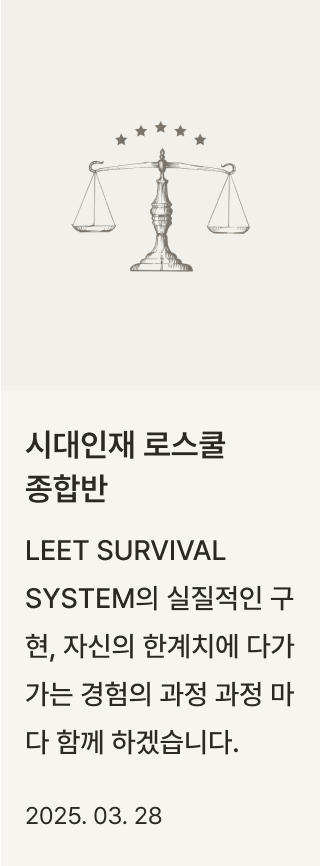 시대인재 로스쿨
종합반
LEET SURVIVAL
SYSTEM의 실질적인 구
현, 자신의 한계치에 다가
가는 경험의 과정 과정 마
다 함께 하겠습니다.
2025. 03. 28